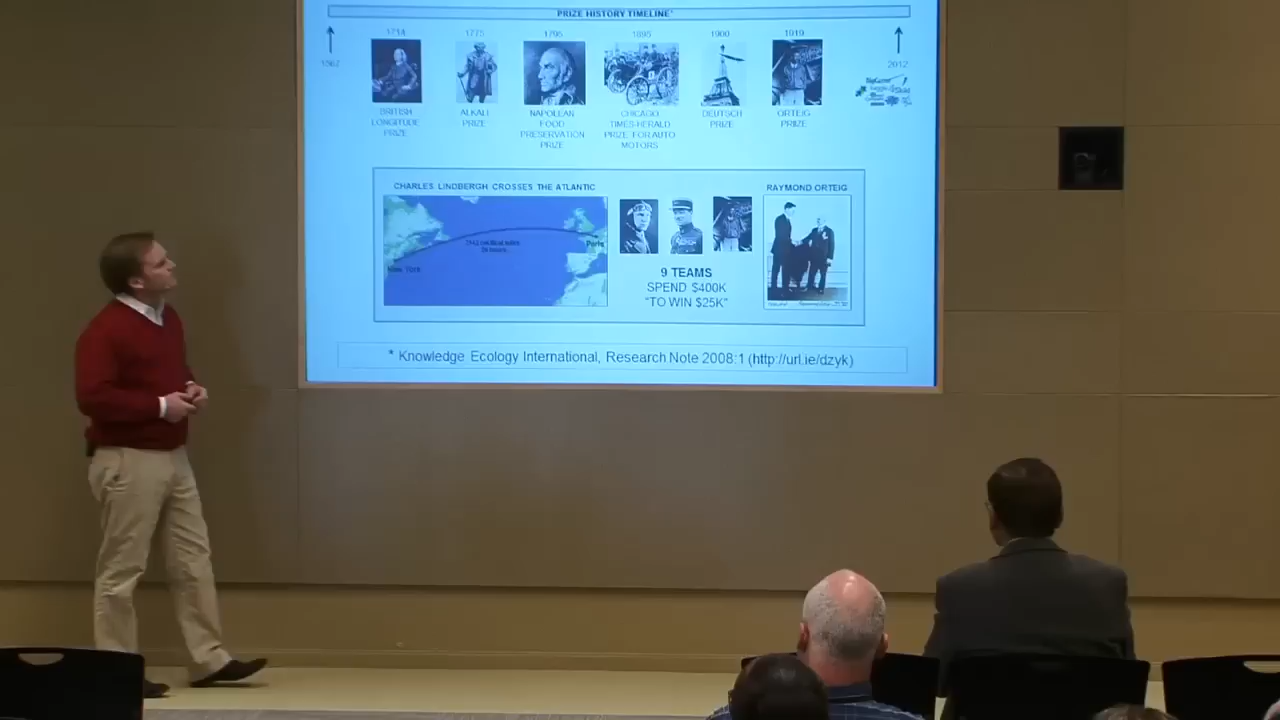 PRIZE HISTORY TIMELINE*
1714
1775
1795
1895
1900
1919
1567
2012
BRITISH
LONGITUDE
PRIZE
ALKALI
PRIZE
NAPOLEAN
FOOD
PRESERVATION
PRIZE
CHICAGO
TIMES-HERALD
PRIZE FOR AUTO
MOTORS
DEUTSCH
PRIZE
ORTEIG
PRIIZE
CHARLES LINDBERGH CROSSES THE ATLANTIC
RAYMOND ORTEIG
New York
Paris
9 TEAMS
SPEND $400K
"TO WIN $25K"
* Knowledge Ecology International, Research Note 2008:1 (http://url.ie/dzyk)